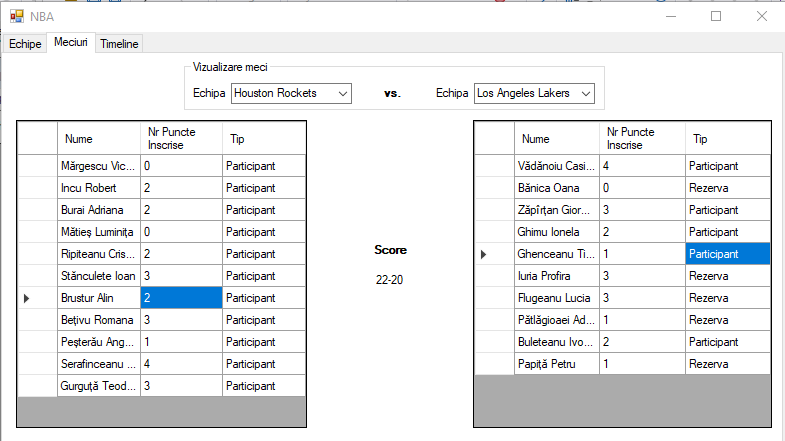 NBA
Echipe Meciuri Timeline
Vizualizare meci
Echipa Houston Rockets vs. Echipa Los Angeles Lakers
Nume Nr Puncte Inscrise Tip
Mărgescu Vic... 0 Participant
Incu Robert 2 Participant
Burai Adriana 2 Participant
Mătieș Luminița 0 Participant
Ripiteanu Cris... 2 Participant
Stănculete Ioan 3 Participant
Brustur Alin 2 Participant
Bețivu Romana 3 Participant
Peșterău Ang... 1 Participant
Serafinceanu ... 4 Participant
Gurguță Teod... 3 Participant
Score
22-20
Nume Nr Puncte Inscrise Tip
Vădănoiu Casi... 4 Participant
Bănica Oana 0 Rezerva
Zăpîrțan Gior... 3 Participant
Ghimu Ionela 2 Participant
Ghenceanu Ti... 1 Participant
Iuria Profira 3 Rezerva
Flugeanu Lucia 3 Rezerva
Pătlăgioaei Ad... 1 Rezerva
Buleteanu Ivo... 2 Participant
Papiță Petru 1 Rezerva